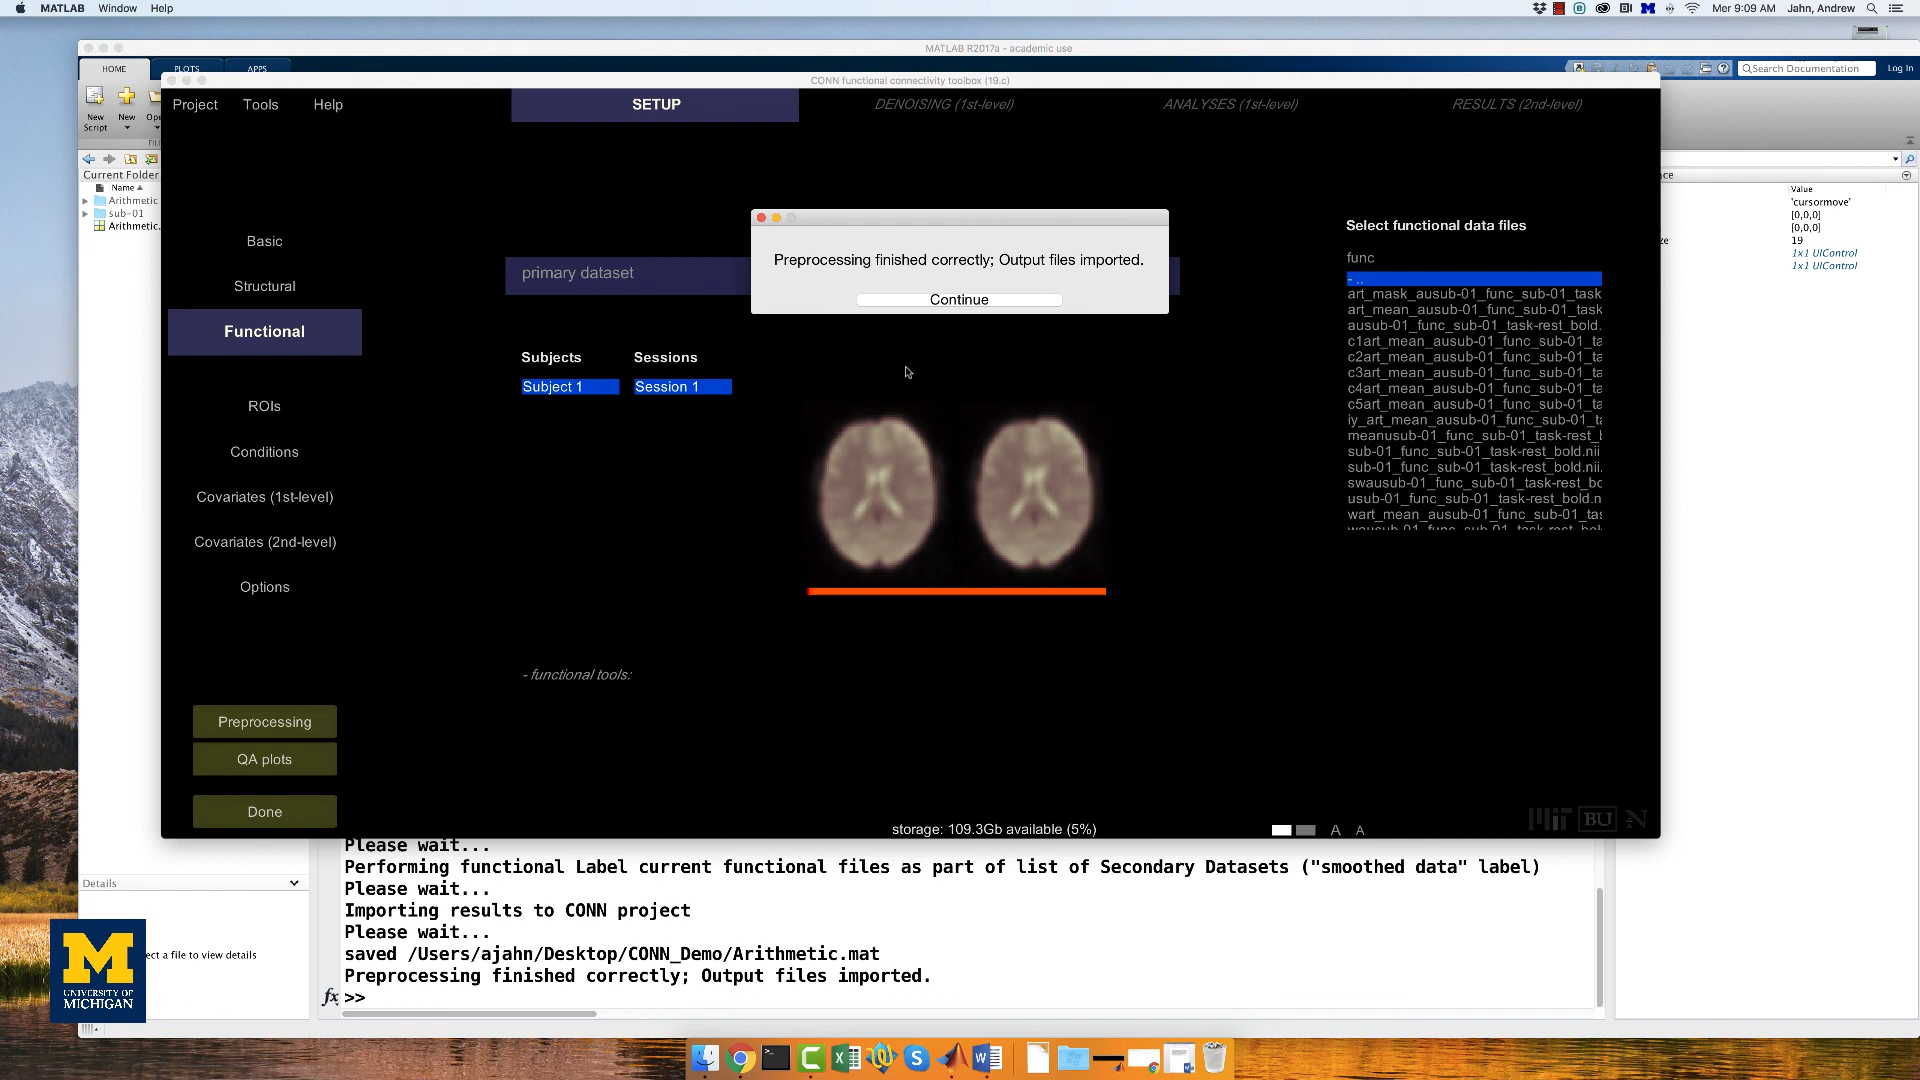 MATLAB Window Help
Mer 9:09 AM Jahn, Andrew
MATLAB R2017a - academic use
HOME PLOTS APPS
Search Documentation
Log In
CONN functional connectivity toolbox (19.c)
Project Tools Help
SETUP
DENOISING (1st-level)
ANALYSES (1st-level)
RESULTS (2nd-level)
New Script
New
Current Folder
Name
Arithmetic
sub-01
Arithmetic.
Value
'cursormove'
[0,0,0]
[0,0,0]
19
1x1 UIControl
1x1 UIControl
Basic
Structural
Functional
ROIs
Conditions
Covariates (1st-level)
Covariates (2nd-level)
Options
Preprocessing
QA plots
Done
primary dataset
Preprocessing finished correctly; Output files imported.
Continue
Subjects Sessions
Subject 1 Session 1
- functional tools:
Select functional data files
func
- ..
art_mask_ausub-01_func_sub-01_task
art_mean_ausub-01_func_sub-01_task
ausub-01_func_sub-01_task-rest_bold.
c1art_mean_ausub-01_func_sub-01_ta
c2art_mean_ausub-01_func_sub-01_ta
c3art_mean_ausub-01_func_sub-01_ta
c4art_mean_ausub-01_func_sub-01_ta
c5art_mean_ausub-01_func_sub-01_ta
iy_art_mean_ausub-01_func_sub-01_ta
meanusub-01_func_sub-01_task-rest_b
sub-01_func_sub-01_task-rest_bold.nii
sub-01_func_sub-01_task-rest_bold.nii.
swausub-01_func_sub-01_task-rest_bo
usub-01_func_sub-01_task-rest_bold.n
wart_mean_ausub-01_func_sub-01_tas
storage: 109.3Gb available (5%)
A A
BU
Please wait...
Performing functional Label current functional files as part of list of Secondary Datasets ("smoothed data" label)
Please wait...
Importing results to CONN project
Please wait...
saved /Users/ajahn/Desktop/CONN_Demo/Arithmetic.mat
Preprocessing finished correctly; Output files imported.
fx >>
Details
ect a file to view details
M
UNIVERSITY OF
MICHIGAN